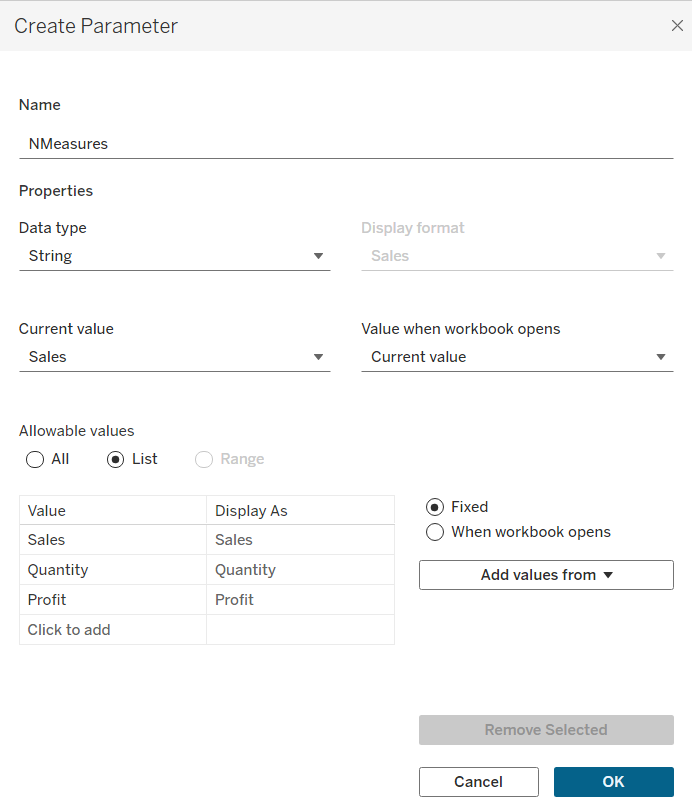 Create Parameter
Name
NMeasures
Properties
Data type
Display format
String
Sales
Current value
Value when workbook opens
Sales
Current value
Allowable values
All
List
Range
Value
Display As
Sales
Sales
Quantity
Quantity
Profit
Profit
Click to add
Fixed
When workbook opens
Add values from
Remove Selected
Cancel
OK